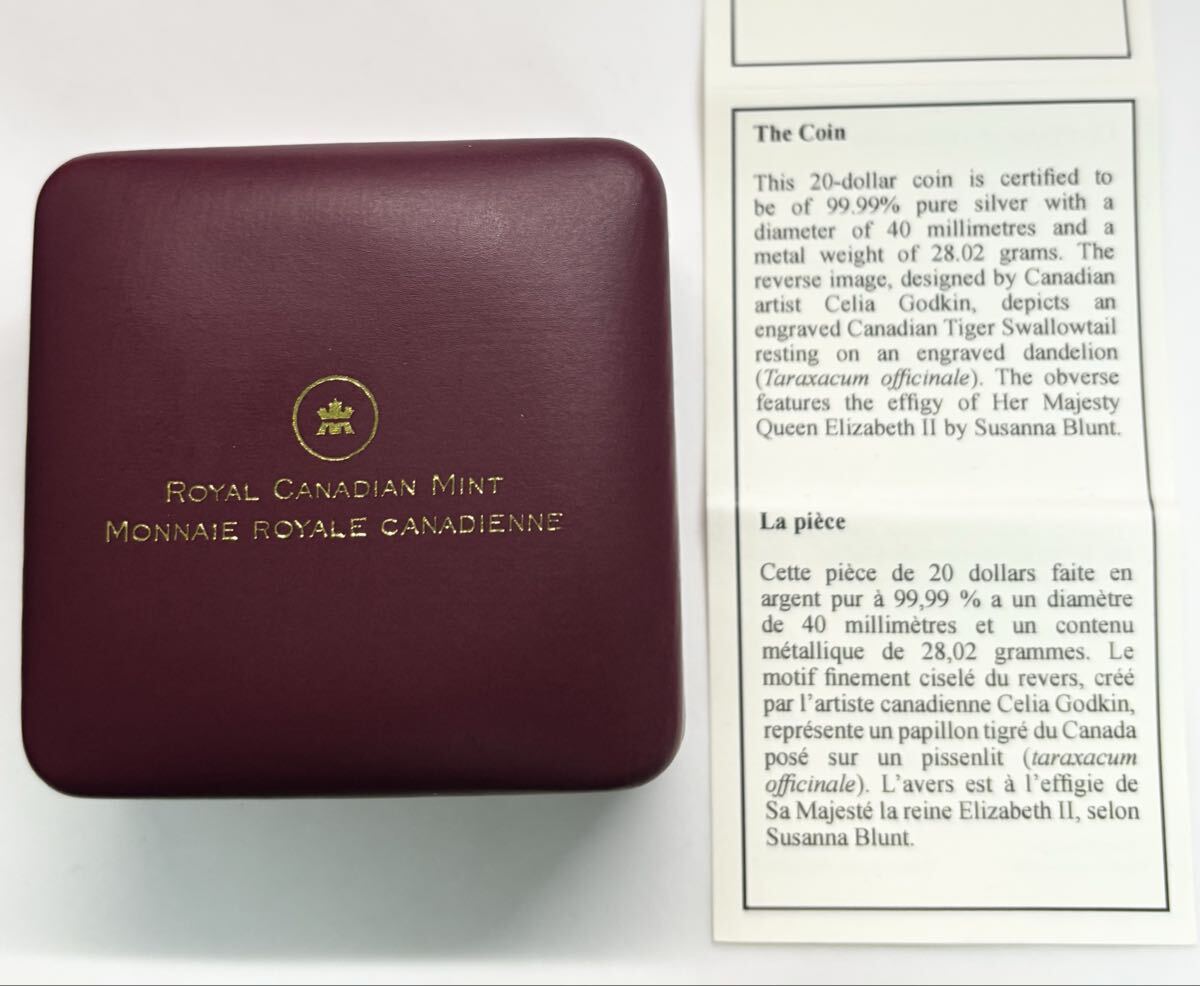 ROYAL CANADIAN MINT
MONNAIE ROYALE CANADIENNE
The Coin
This 20-dollar coin is certified to
be of 99.99% pure silver with a
diameter of 40 millimetres and a
metal weight of 28.02 grams. The
reverse image, designed by Canadian
artist Celia Godkin, depicts an
engraved Canadian Tiger Swallowtail
resting on an engraved dandelion
(Taraxacum officinale). The obverse
features the effigy of Her Majesty
Queen Elizabeth II by Susanna Blunt.
La pièce
Cette pièce de 20 dollars faite en
argent pur à 99,99 % a un diamètre
de 40 millimètres et un contenu
métallique de 28,02 grammes. Le
motif finement ciselé du revers, créé
par l'artiste canadienne Celia Godkin,
représente un papillon tigré du Canada
posé sur un pissenlit (taraxacum
officinale). L'avers est à l'effigie de
Sa Majesté la reine Elizabeth II, selon
Susanna Blunt.